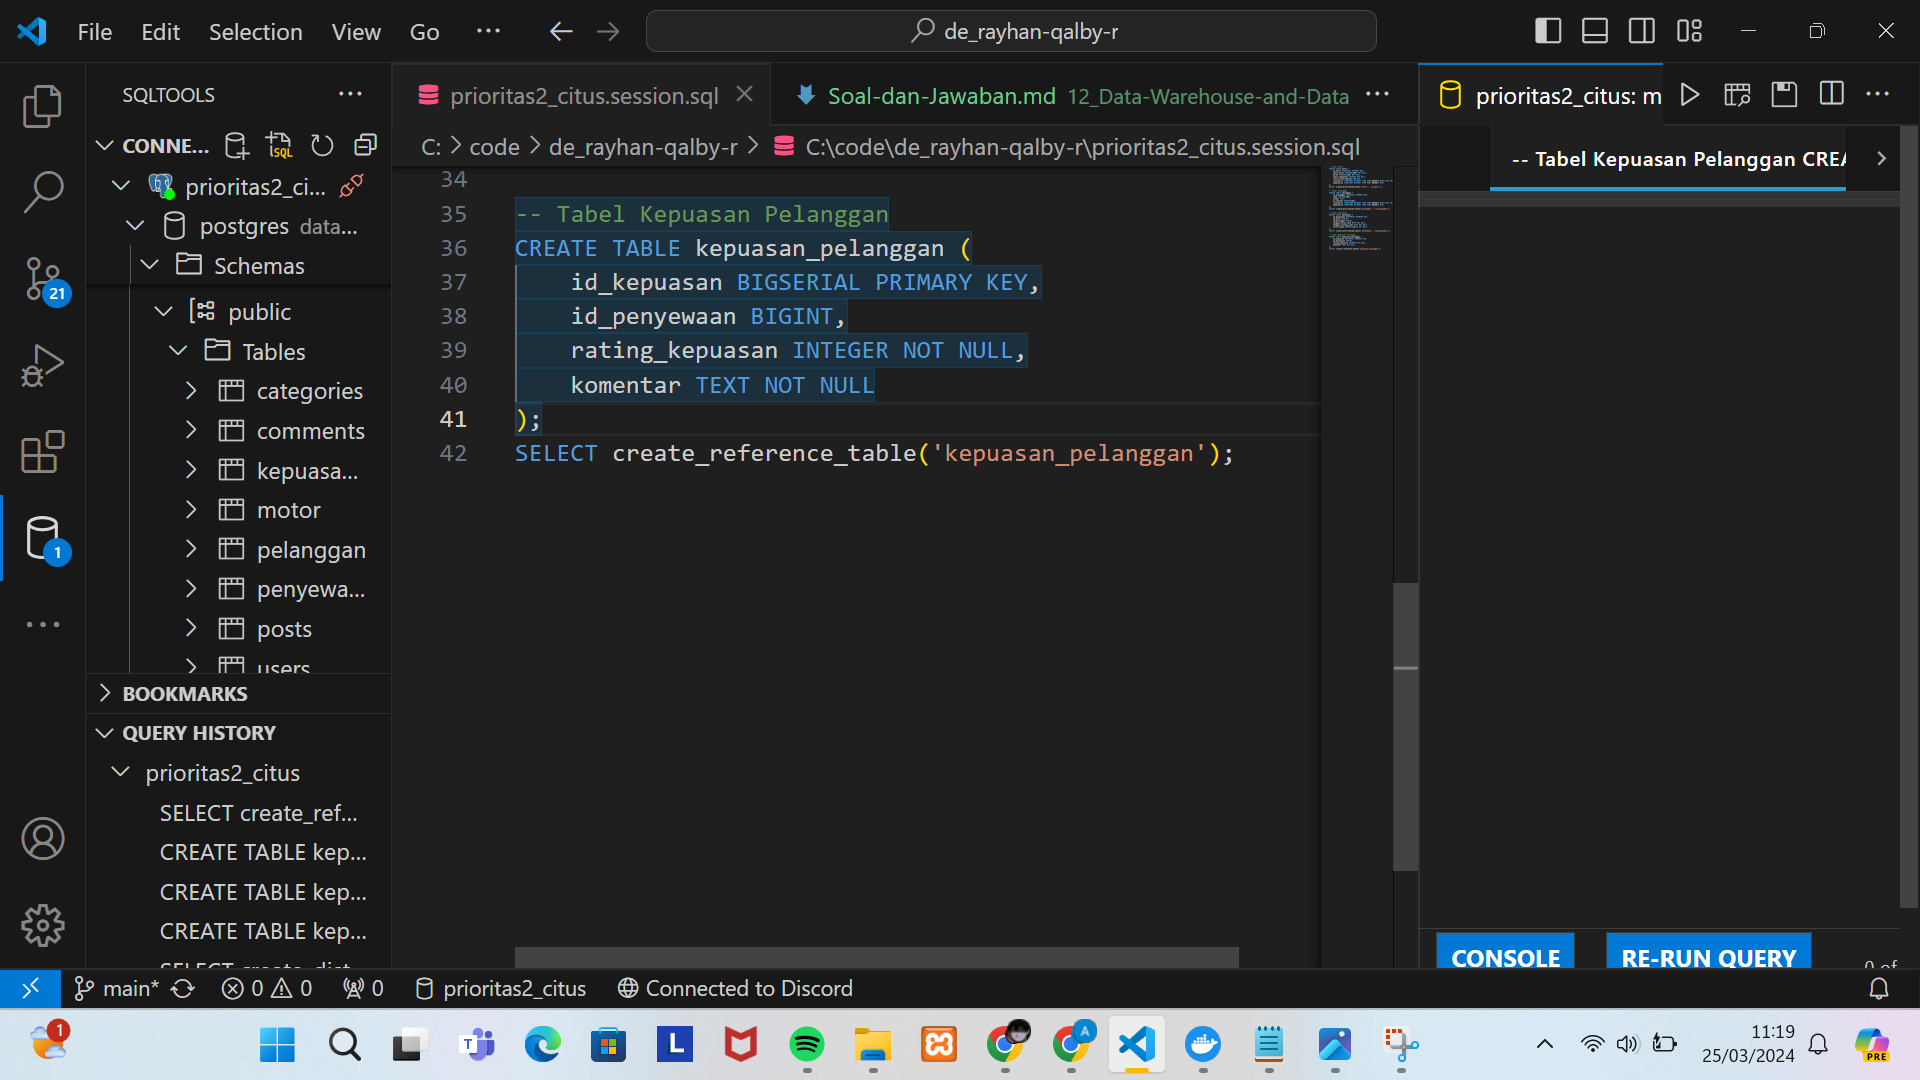 File Edit Selection View Go ··· de_rayhan-qalby-r
SQLTOOLS ···
CONNE...
prioritas2_ci...
postgres data...
Schemas
public
Tables
categories
comments
kepuasa...
motor
pelanggan
penyewa...
posts
users
BOOKMARKS
QUERY HISTORY
prioritas2_citus
SELECT create_ref...
CREATE TABLE kep...
CREATE TABLE kep...
CREATE TABLE kep...
SELECT create_dist...
21
1
prioritas2_citus.session.sql Soal-dan-Jawaban.md 12_Data-Warehouse-and-Data ···
C: > code > de_rayhan-qalby-r > C:\code\de_rayhan-qalby-r\prioritas2_citus.session.sql
34
35 -- Tabel Kepuasan Pelanggan
36 CREATE TABLE kepuasan_pelanggan (
37 id_kepuasan BIGSERIAL PRIMARY KEY,
38 id_penyewaan BIGINT,
39 rating_kepuasan INTEGER NOT NULL,
40 komentar TEXT NOT NULL
41 );
42 SELECT create_reference_table('kepuasan_pelanggan');
prioritas2_citus: m ···
-- Tabel Kepuasan Pelanggan CREA
CONSOLE RE-RUN QUERY 0 of
main* 0 0 0 prioritas2_citus Connected to Discord
1
T
L
A
11:19
25/03/2024
PRE